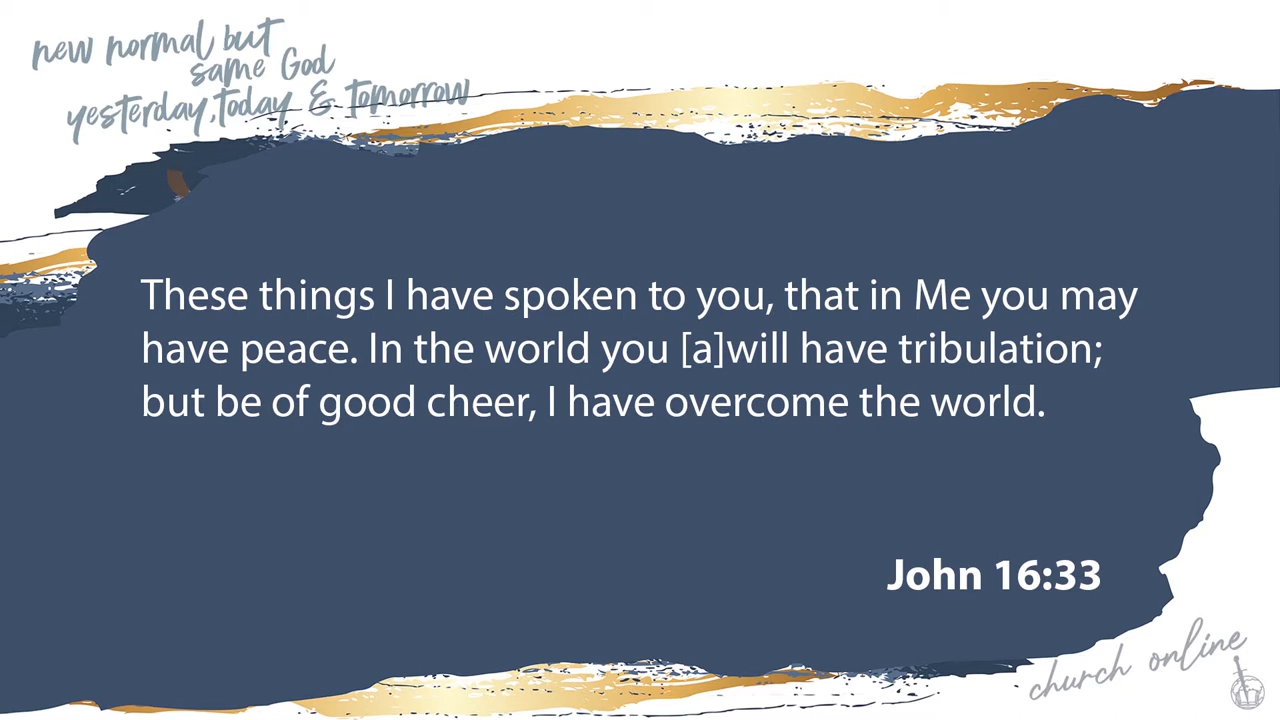 new normal but
same God
yesterday, today & tomorrow
These things I have spoken to you, that in Me you may
have peace. In the world you [a]will have tribulation;
but be of good cheer, I have overcome the world.
John 16:33
church online